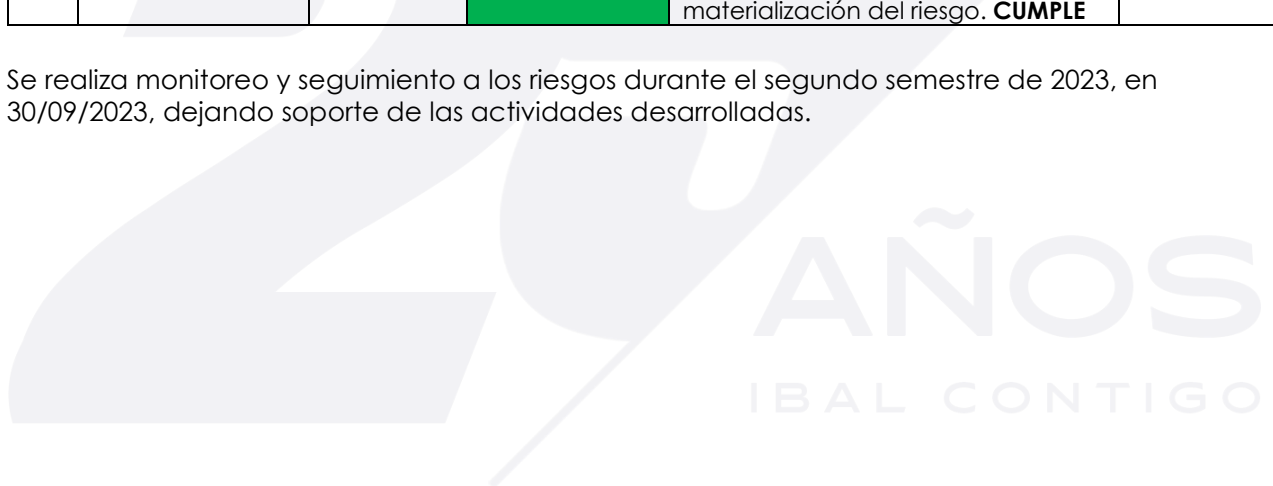 materialización del riesgo. CUMPLE
Se realiza monitoreo y seguimiento a los riesgos durante el segundo semestre de 2023, en
30/09/2023, dejando soporte de las actividades desarrolladas.
AÑOS
IBAL CONTIGO